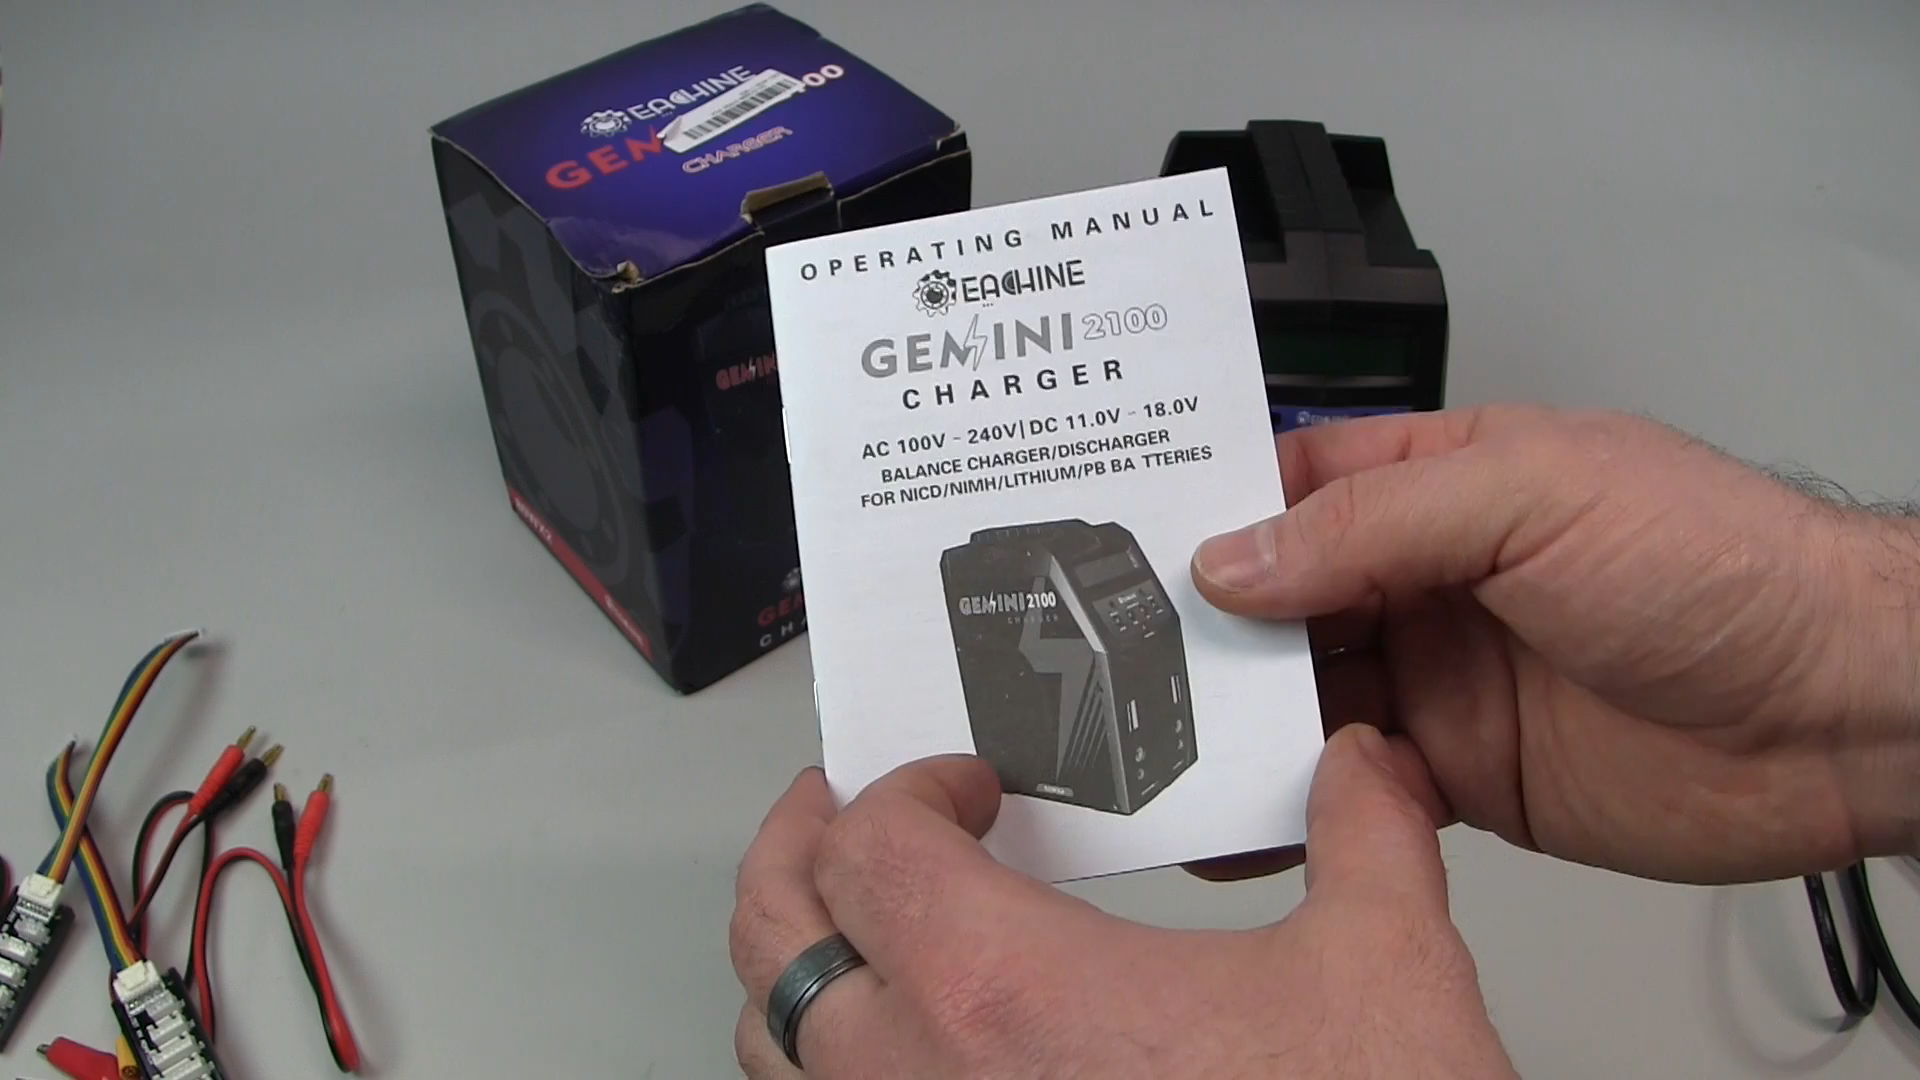 EACHINE
GEM 100
CHARGER
OPERATING MANUAL
EACHINE
GEMINI 2100
CHARGER
AC 100V - 240V| DC 11.0V - 18.0V
BALANCE CHARGER/DISCHARGER
FOR NICD/NIMH/LITHIUM/PB BA TTERIES
GEMINI 2100
CHARGER